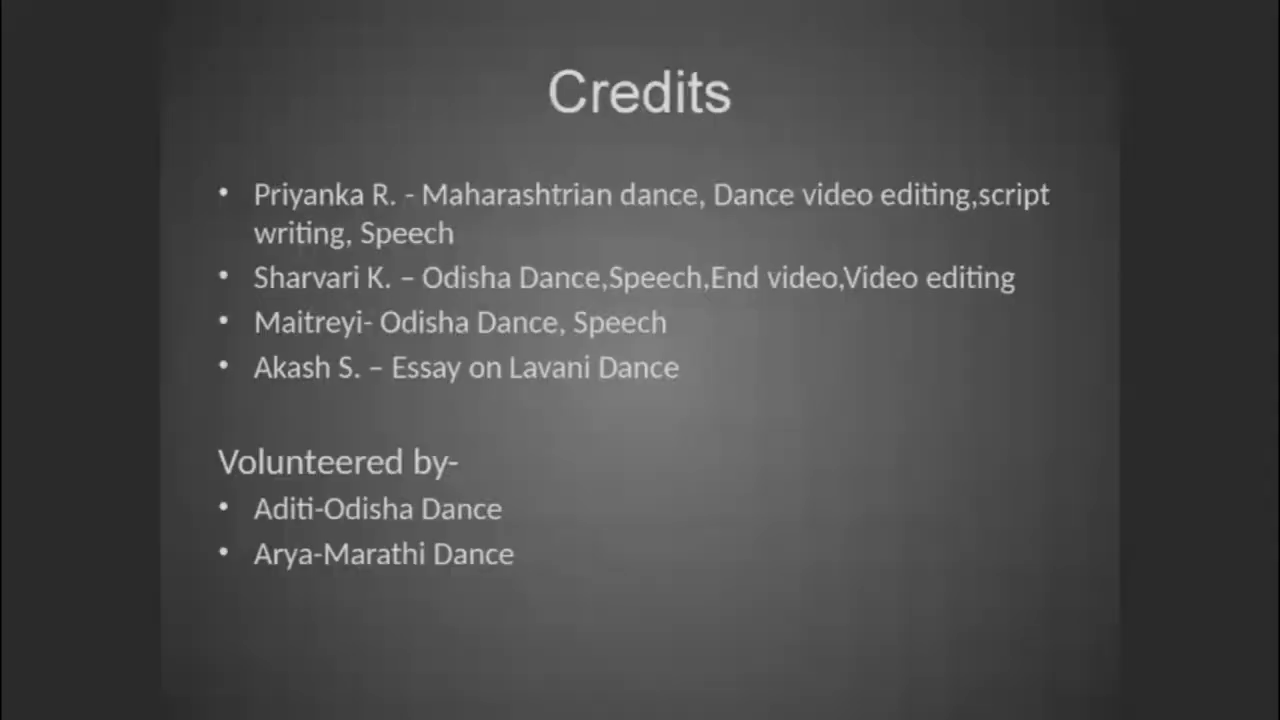 Credits
• Priyanka R. - Maharashtrian dance, Dance video editing,script
writing, Speech
• Sharvari K. – Odisha Dance,Speech,End video,Video editing
• Maitreyi- Odisha Dance, Speech
• Akash S. – Essay on Lavani Dance
Volunteered by-
• Aditi-Odisha Dance
• Arya-Marathi Dance